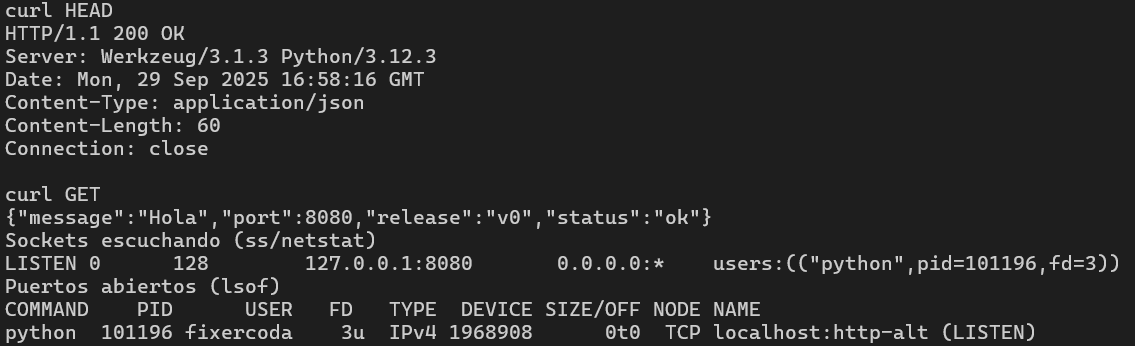 curl HEAD
HTTP/1.1 200 OK
Server: Werkzeug/3.1.3 Python/3.12.3
Date: Mon, 29 Sep 2025 16:58:16 GMT
Content-Type: application/json
Content-Length: 60
Connection: close

curl GET
{"message":"Hola","port":8080,"release":"v0","status":"ok"}
Sockets escuchando (ss/netstat)
LISTEN 0      128        127.0.0.1:8080       0.0.0.0:*    users:(("python",pid=101196,fd=3))
Puertos abiertos (lsof)
COMMAND    PID      USER   FD   TYPE  DEVICE SIZE/OFF NODE NAME
python  101196 fixercoda    3u  IPv4 1968908      0t0  TCP localhost:http-alt (LISTEN)